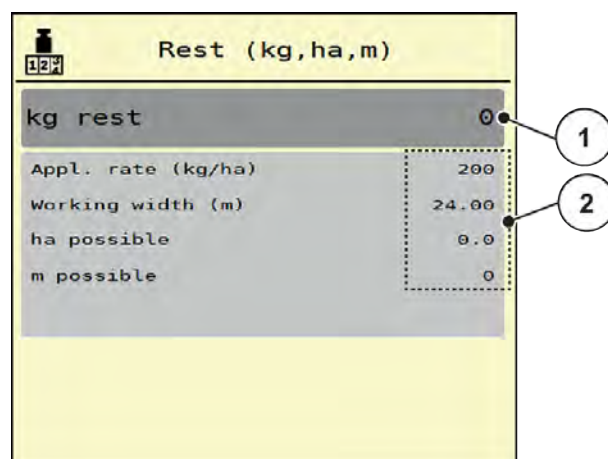 Rest (kg,ha,m)
kg rest 0
1
Appl. rate (kg/ha) 200
Working width (m) 24.00
2
ha possible 0.0
m possible 0